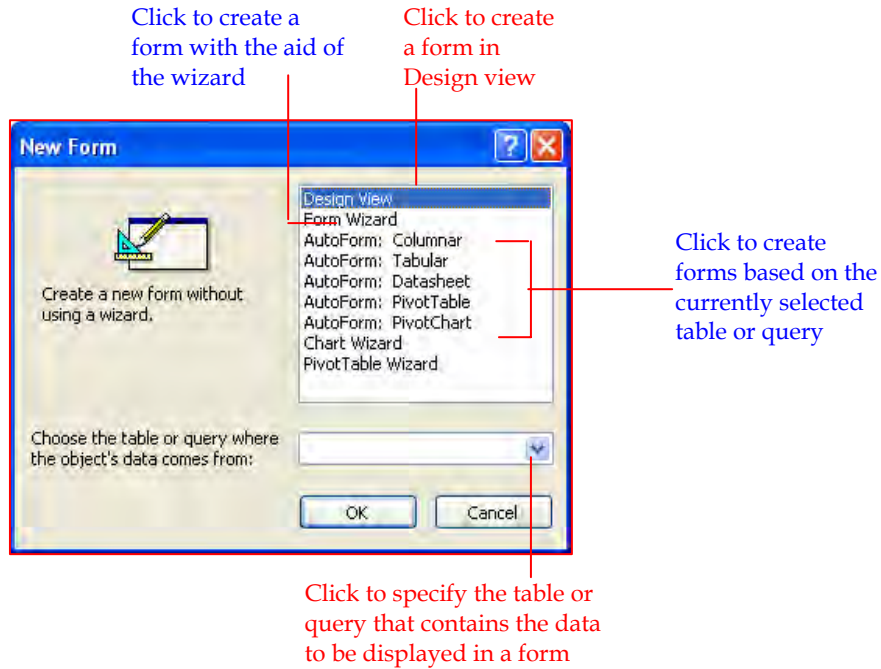 Click to create a
form with the aid of
the wizard
Click to create
a form in
Design view
New Form
Design View
Form Wizard
AutoForm: Columnar
AutoForm: Tabular
AutoForm: Datasheet
AutoForm: PivotTable
AutoForm: PivotChart
Chart Wizard
PivotTable Wizard
Create a new form without
using a wizard.
Click to create
forms based on the
currently selected
table or query
Choose the table or query where
the object's data comes from:
OK
Cancel
Click to specify the table or
query that contains the data
to be displayed in a form